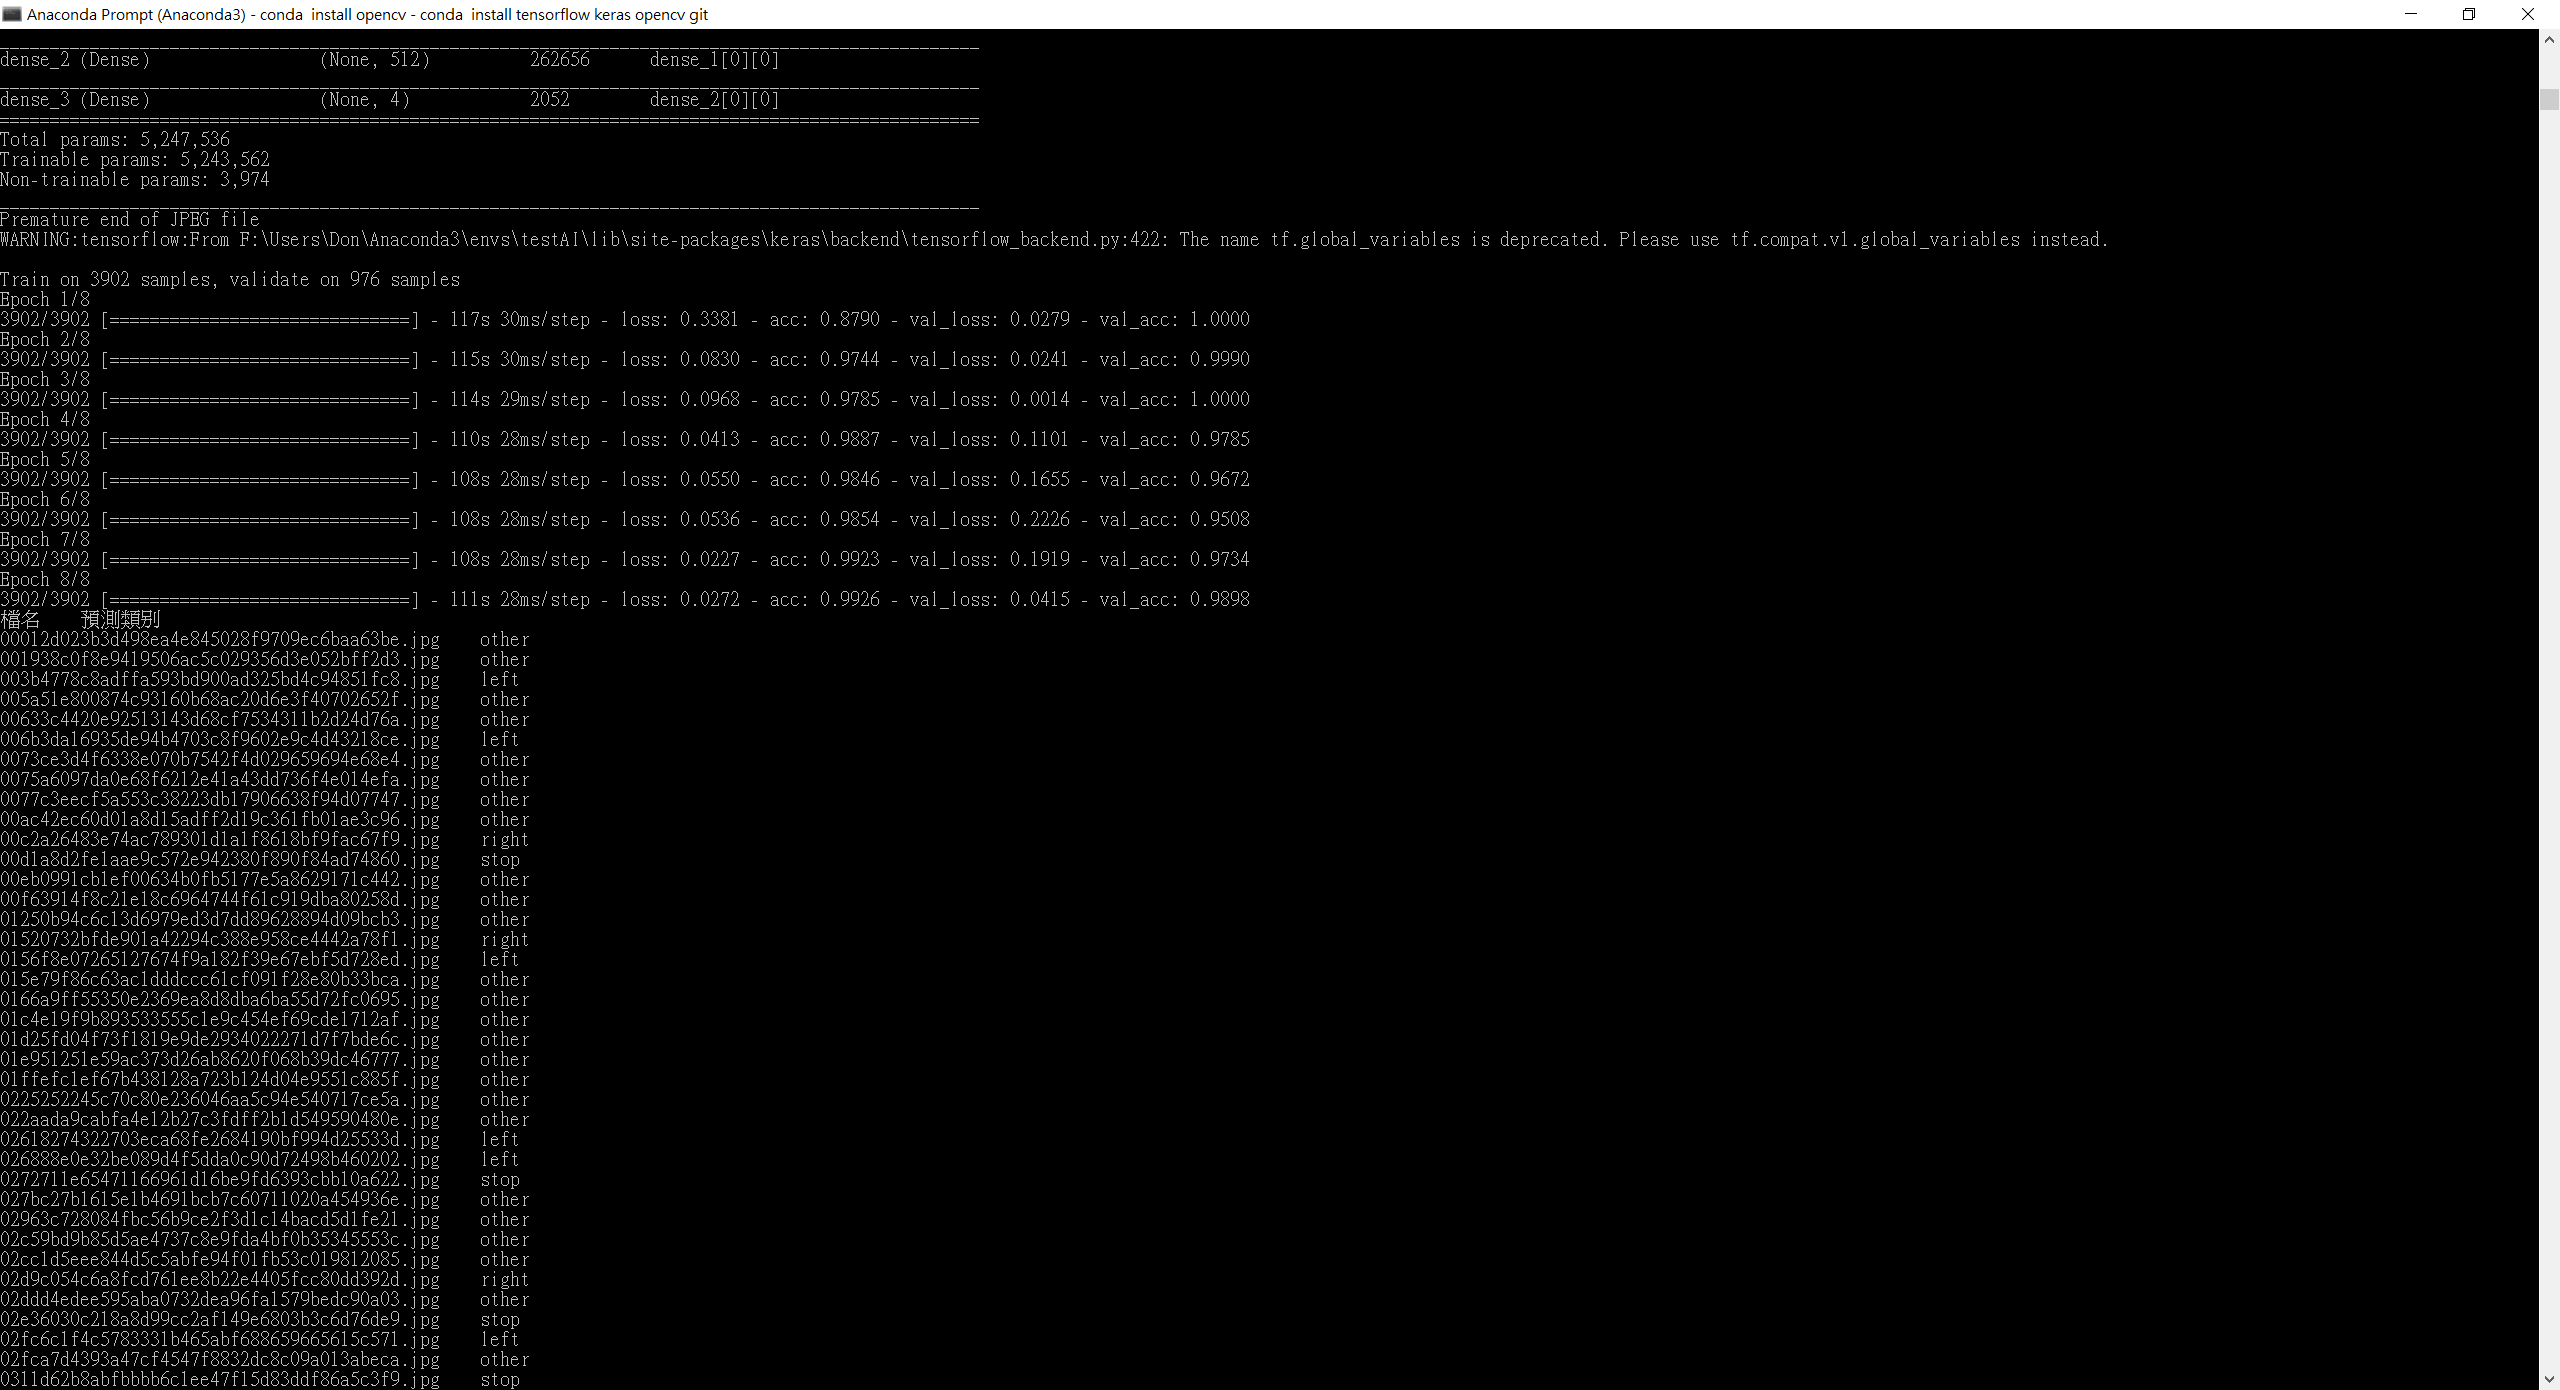 Anaconda Prompt (Anaconda3) - conda  install opencv - conda  install tensorflow keras opencv git
dense_2 (Dense)                 (None, 512)          262656      dense_1[0][0]
dense_3 (Dense)                 (None, 4)            2052        dense_2[0][0]
Total params: 5,247,536
Trainable params: 5,243,562
Non-trainable params: 3,974
Premature end of JPEG file
WARNING:tensorflow:From F:\Users\Don\Anaconda3\envs\testAI\lib\site-packages\keras\backend\tensorflow_backend.py:422: The name tf.global_variables is deprecated. Please use tf.compat.v1.global_variables instead.
Train on 3902 samples, validate on 976 samples
Epoch 1/8
3902/3902 [==============================] - 117s 30ms/step - loss: 0.3381 - acc: 0.8790 - val_loss: 0.0279 - val_acc: 1.0000
Epoch 2/8
3902/3902 [==============================] - 115s 30ms/step - loss: 0.0830 - acc: 0.9744 - val_loss: 0.0241 - val_acc: 0.9990
Epoch 3/8
3902/3902 [==============================] - 114s 29ms/step - loss: 0.0968 - acc: 0.9785 - val_loss: 0.0014 - val_acc: 1.0000
Epoch 4/8
3902/3902 [==============================] - 110s 28ms/step - loss: 0.0413 - acc: 0.9887 - val_loss: 0.1101 - val_acc: 0.9785
Epoch 5/8
3902/3902 [==============================] - 108s 28ms/step - loss: 0.0550 - acc: 0.9846 - val_loss: 0.1655 - val_acc: 0.9672
Epoch 6/8
3902/3902 [==============================] - 108s 28ms/step - loss: 0.0536 - acc: 0.9854 - val_loss: 0.2226 - val_acc: 0.9508
Epoch 7/8
3902/3902 [==============================] - 108s 28ms/step - loss: 0.0227 - acc: 0.9923 - val_loss: 0.1919 - val_acc: 0.9734
Epoch 8/8
3902/3902 [==============================] - 111s 28ms/step - loss: 0.0272 - acc: 0.9926 - val_loss: 0.0415 - val_acc: 0.9898
檔名    預測類别
00012d023b3d498ea4e845028f9709ec6baa63be.jpg    other
001938c0f8e9419506ac5c029356d3e052bff2d3.jpg    other
003b4778c8adffa593bd900ad325bd4c94851fc8.jpg    left
005a51e800874c93160b68ac20d6e3f40702652f.jpg    other
00633c4420e92513143d68cf7534311b2d24d76a.jpg    other
006b3da16935de94b4703c8f9602e9c4d43218ce.jpg    left
0073ce3d4f6338e070b7542f4d029659694e68e4.jpg    other
0075a6097da0e68f6212e41a43dd736f4e014efa.jpg    other
0077c3eecf5a553c38223db17906638f94d07747.jpg    other
00ac42ec60d01a8d15adff2d19c361fb01ae3c96.jpg    other
00c2a26483e74ac789301d1a1f8618bf9fac67f9.jpg    right
00d1a8d2fe1aae9c572e942380f890f84ad74860.jpg    stop
00eb0991cb1ef00634b0fb5177e5a8629171c442.jpg    other
00f63914f8c21e18c6964744f61c919dba80258d.jpg    other
01250b94c6c13d6979ed3d7dd89628894d09bcb3.jpg    other
01520732bfde901a42294c388e958ce4442a78f1.jpg    right
0156f8e07265127674f9a182f39e67ebf5d728ed.jpg    left
015e79f86c63ac1dddccc61cf091f28e80b33bca.jpg    other
0166a9ff55350e2369ea8d8dba6ba55d72fc0695.jpg    other
01c4e19f9b893533555c1e9c454ef69cde1712af.jpg    other
01d25fd04f73f1819e9de2934022271d7f7bde6c.jpg    other
01e951251e59ac373d26ab8620f068b39dc46777.jpg    other
01ffefc1ef67b438128a723b124d04e9551c885f.jpg    other
0225252245c70c80e236046aa5c94e540717ce5a.jpg    other
022aada9cabfa4e12b27c3fdff2b1d549590480e.jpg    other
02618274322703eca68fe2684190bf994d25533d.jpg    left
026888e0e32be089d4f5dda0c90d72498b460202.jpg    left
0272711e65471166961d16be9fd6393cbb10a622.jpg    stop
027bc27b1615e1b4691bcb7c60711020a454936e.jpg    other
02963c728084fbc56b9ce2f3d1c14bacd5d1fe21.jpg    other
02c59bd9b85d5ae4737c8e9fda4bf0b35345553c.jpg    other
02cc1d5eee844d5c5abfe94f01fb53c019812085.jpg    other
02d9c054c6a8fcd761ee8b22e4405fcc80dd392d.jpg    right
02ddd4edee595aba0732dea96fa1579bedc90a03.jpg    other
02e36030c218a8d99cc2af149e6803b3c6d76de9.jpg    stop
02fc6c1f4c5783331b465abf688659665615c571.jpg    left
02fca7d4393a47cf4547f8832dc8c09a013abeca.jpg    other
0311d62b8abfbbbb6c1ee47f15d83ddf86a5c3f9.jpg    stop